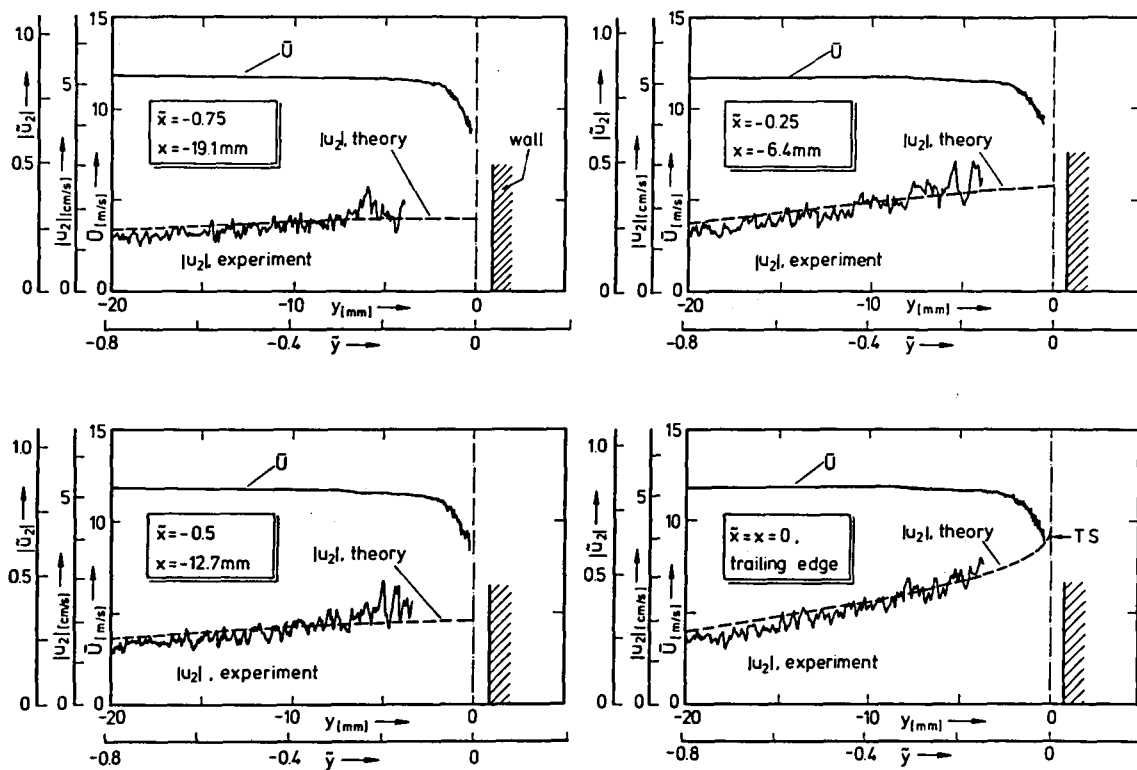 1.0
15
Ū
5
10
x̄ = -0.75
x = -19.1mm
|u₂|, theory
wall
0.5
|ũ₂|
|u₂| [cm/s]
Ū [m/s]
|u₂|, experiment
0
0
0
-20
-10
0
y [mm]
-0.8
-0.4
0
ȳ
1.0
15
Ū
5
10
x̄ = -0.25
x = -6.4mm
|u₂|, theory
0.5
|ũ₂|
|u₂| [cm/s]
Ū [m/s]
|u₂|, experiment
0
0
0
-20
-10
0
y [mm]
-0.8
-0.4
0
ȳ
1.0
15
Ū
5
10
x̄ = -0.5
x = -12.7mm
|u₂|, theory
0.5
|ũ₂|
|u₂| [cm/s]
Ū [m/s]
|u₂|, experiment
0
0
0
-20
-10
0
y [mm]
-0.8
-0.4
0
ȳ
1.0
15
Ū
5
10
x̄ = x = 0,
trailing edge
|u₂|, theory
TS
0.5
|ũ₂|
|u₂| [cm/s]
Ū [m/s]
|u₂|, experiment
0
0
0
-20
-10
0
y [mm]
-0.8
-0.4
0
ȳ